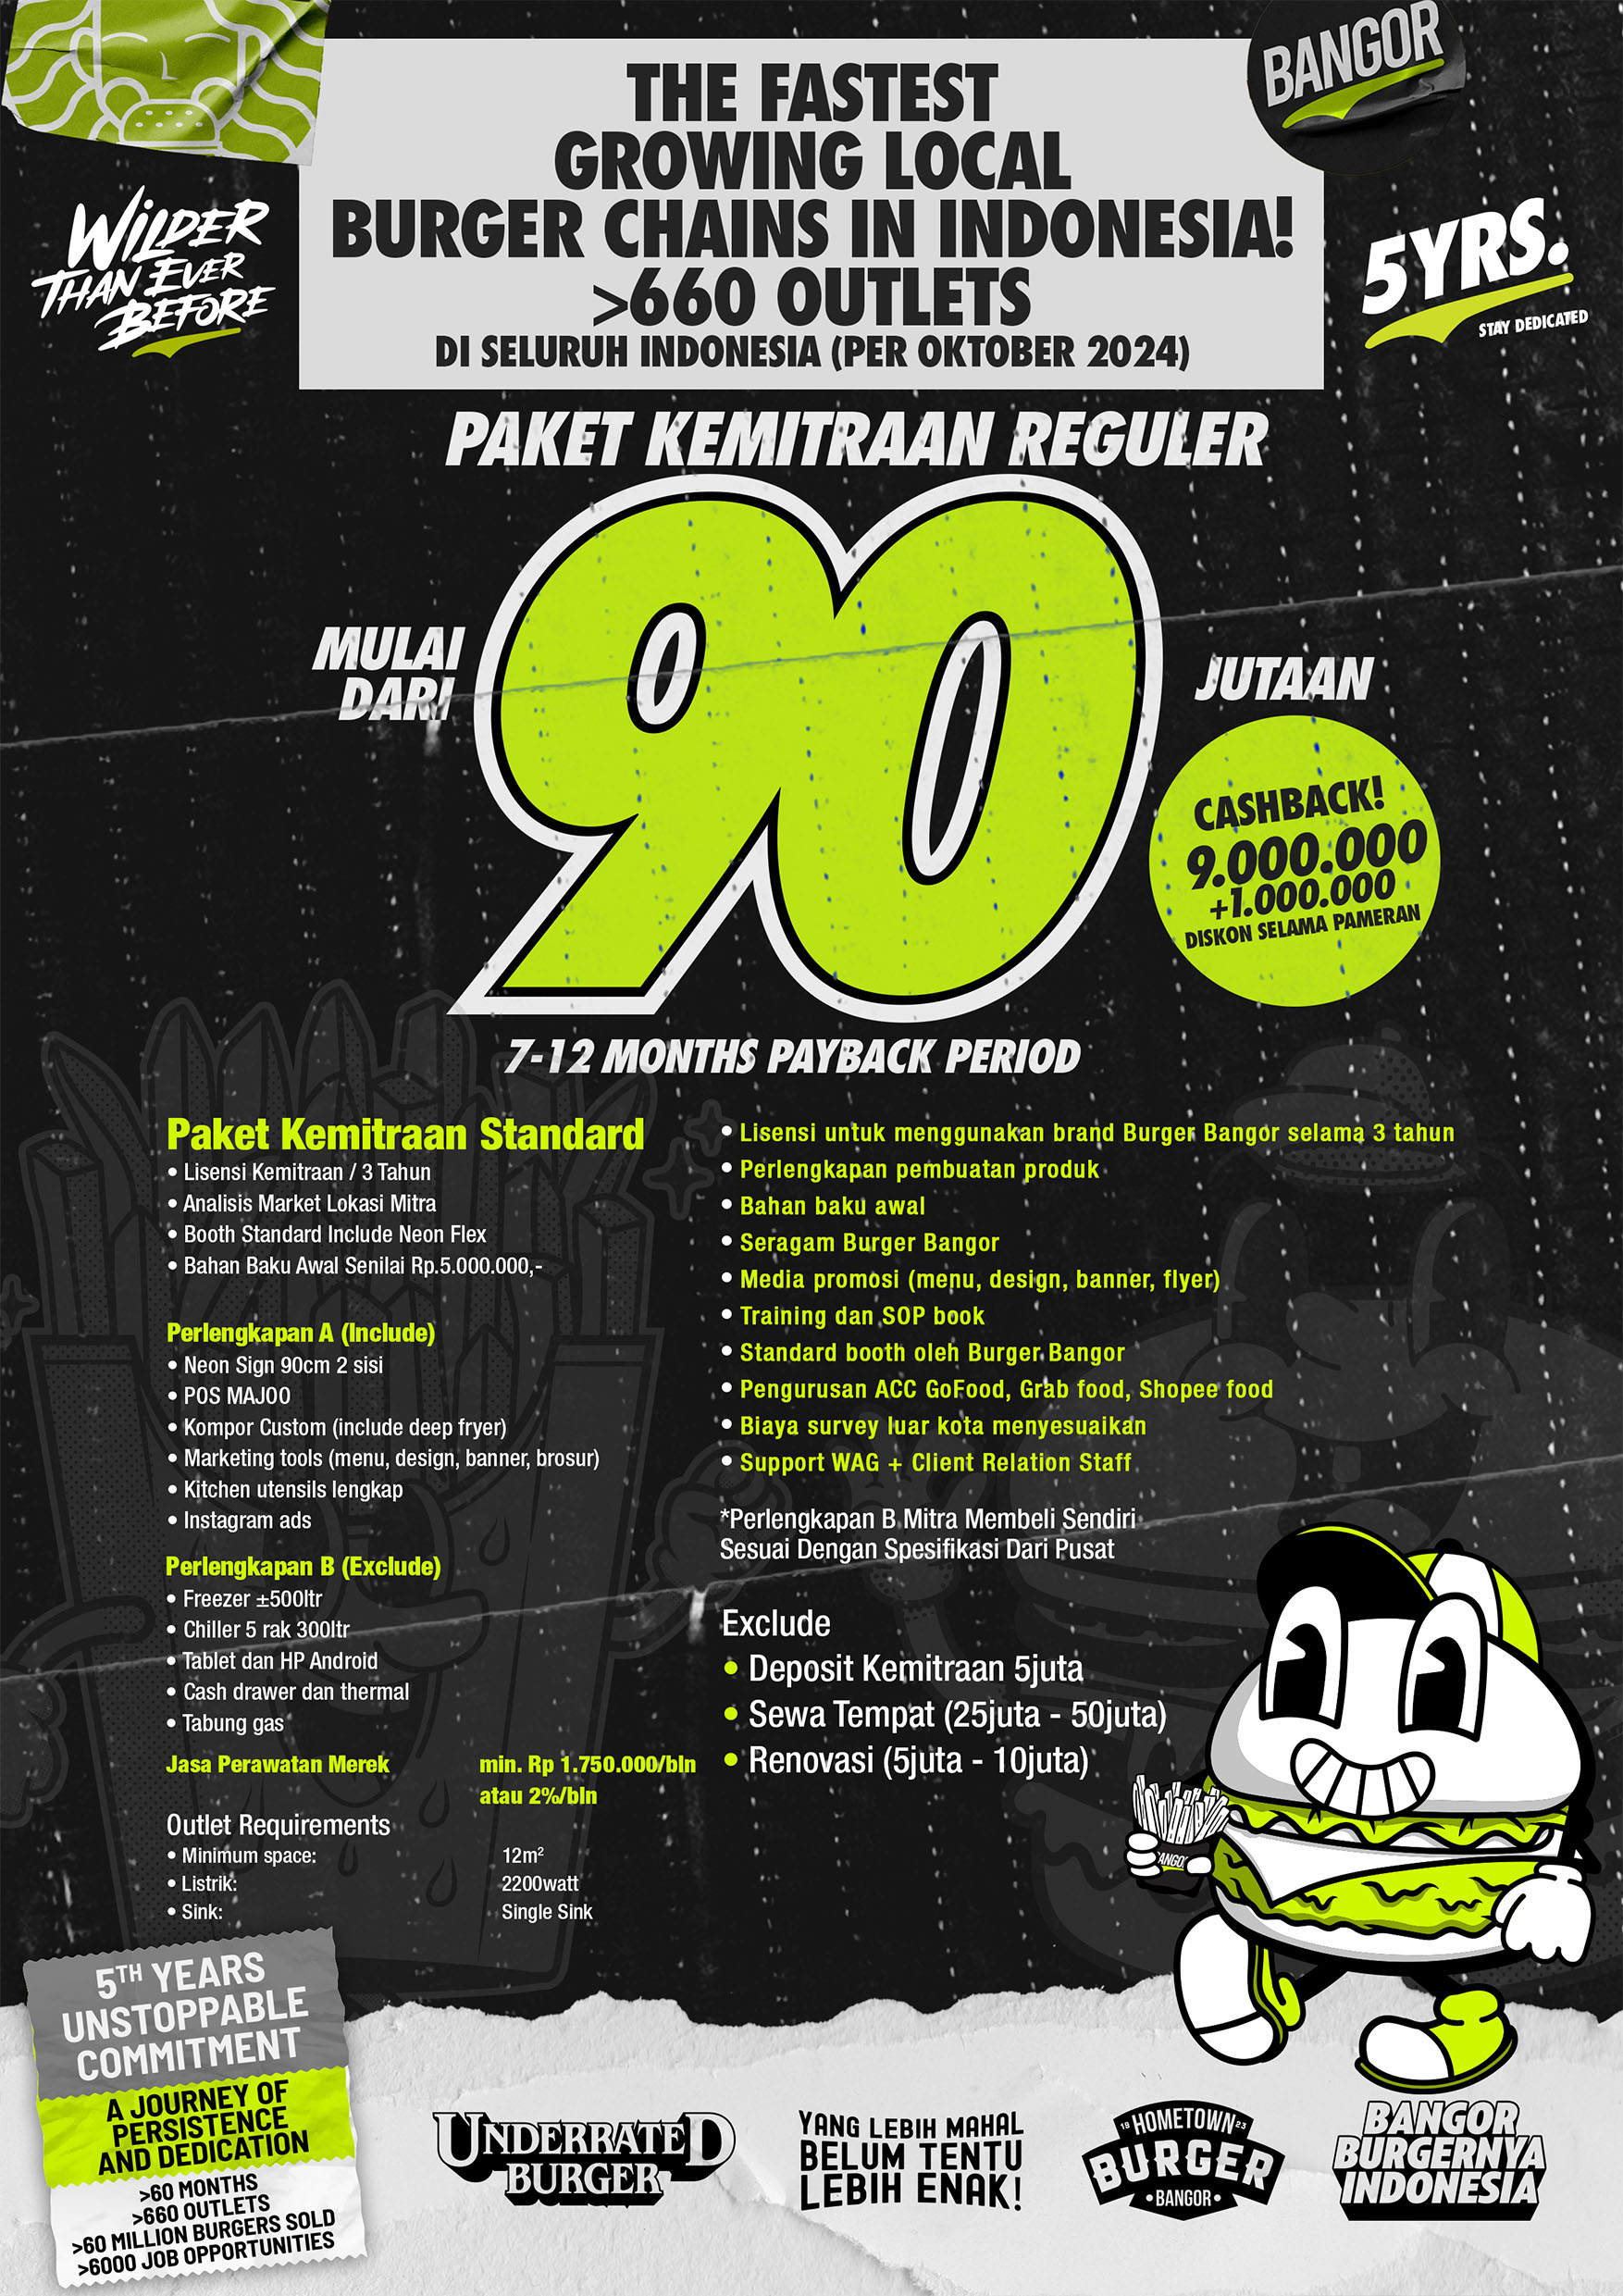 BANGOR
THE FASTEST
GROWING LOCAL
BURGER CHAINS IN INDONESIA!
>660 OUTLETS
DI SELURUH INDONESIA (PER OKTOBER 2024)
WILDER
THAN EVER
BEFORE
5YRS.
STAY DEDICATED
PAKET KEMITRAAN REGULER
MULAI
DARI
90
JUTAAN
CASHBACK!
9.000.000
+1.000.000
DISKON SELAMA PAMERAN
7-12 MONTHS PAYBACK PERIOD
Paket Kemitraan Standard
• Lisensi Kemitraan / 3 Tahun
• Analisis Market Lokasi Mitra
• Booth Standard Include Neon Flex
• Bahan Baku Awal Senilai Rp.5.000.000,-
Perlengkapan A (Include)
• Neon Sign 90cm 2 sisi
• POS MAJOO
• Kompor Custom (include deep fryer)
• Marketing tools (menu, design, banner, brosur)
• Kitchen utensils lengkap
• Instagram ads
Perlengkapan B (Exclude)
• Freezer ±500ltr
• Chiller 5 rak 300ltr
• Tablet dan HP Android
• Cash drawer dan thermal
• Tabung gas
Jasa Perawatan Merek min. Rp 1.750.000/bln
atau 2%/bln
Outlet Requirements
• Minimum space: 12m²
• Listrik: 2200watt
• Sink: Single Sink
• Lisensi untuk menggunakan brand Burger Bangor selama 3 tahun
• Perlengkapan pembuatan produk
• Bahan baku awal
• Seragam Burger Bangor
• Media promosi (menu, design, banner, flyer)
• Training dan SOP book
• Standard booth oleh Burger Bangor
• Pengurusan ACC GoFood, Grab food, Shopee food
• Biaya survey luar kota menyesuaikan
• Support WAG + Client Relation Staff
*Perlengkapan B Mitra Membeli Sendiri
Sesuai Dengan Spesifikasi Dari Pusat
Exclude
• Deposit Kemitraan 5juta
• Sewa Tempat (25juta - 50juta)
• Renovasi (5juta - 10juta)
ANGO
5TH YEARS
UNSTOPPABLE
COMMITMENT
A JOURNEY OF
PERSISTENCE
AND DEDICATION
>60 MONTHS
>660 OUTLETS
>60 MILLION BURGERS SOLD
>6000 JOB OPPORTUNITIES
UNDERRATED
BURGER
YANG LEBIH MAHAL
BELUM TENTU
LEBIH ENAK!
19 HOMETOWN 23
BURGER
• BANGOR •
BANGOR
BURGERNYA
INDONESIA